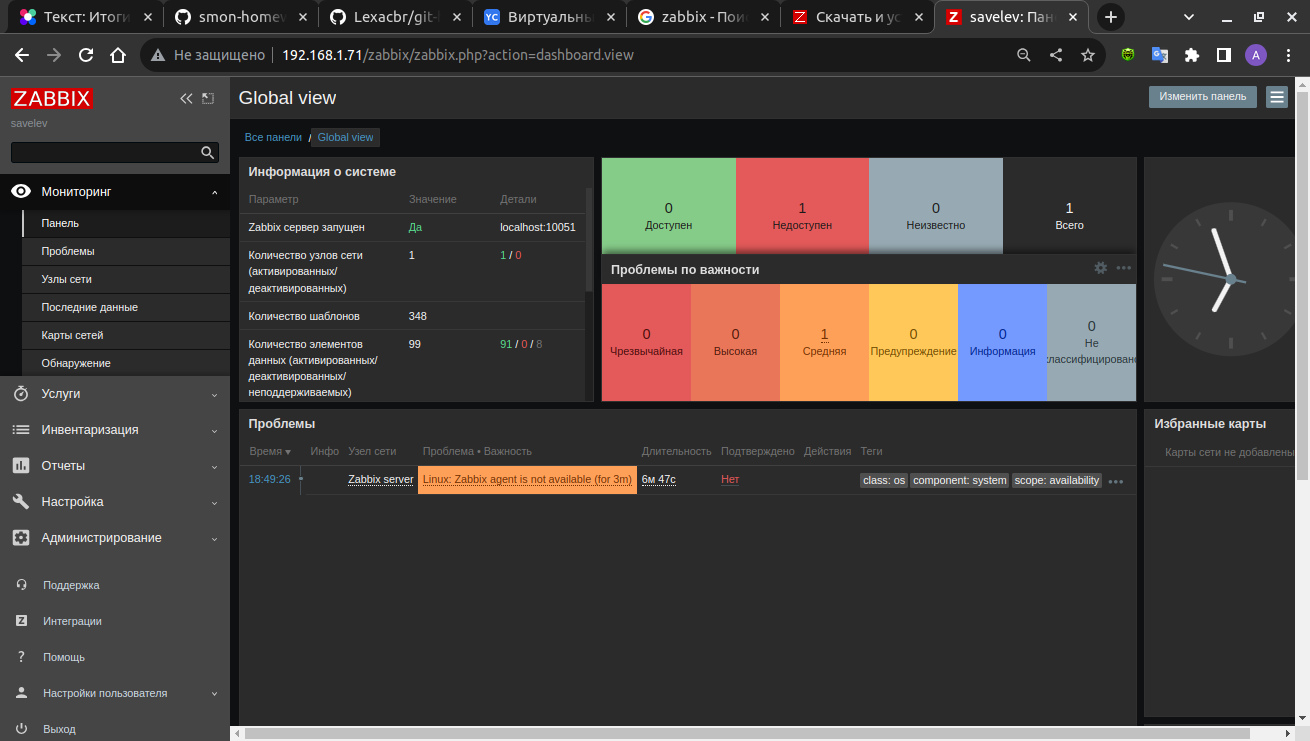 Текст: Итоги
smon-homew
Lexacbr/git-
YC Виртуальны
zabbix - Пои
Z Скачать и ус
Z savelev: Пан
Не защищено 192.168.1.71/zabbix/zabbix.php?action=dashboard.view A
ZABBIX
savelev
Мониторинг
Панель
Проблемы
Узлы сети
Последние данные
Карты сетей
Обнаружение
Услуги
Инвентаризация
Отчеты
Настройка
Администрирование
Поддержка
Z Интеграции
? Помощь
Настройки пользователя
Выход
Global view
Изменить панель
Все панели / Global view
Информация о системе
Параметр Значение Детали
Zabbix сервер запущен Да localhost:10051
Количество узлов сети 1 1 / 0
(активированных/
деактивированных)
Количество шаблонов 348
Количество элементов 99 91 / 0 / 8
данных (активированных/
деактивированных/
неподдерживаемых)
0 1 0 1
Доступен Недоступен Неизвестно Всего
Проблемы по важности
0 0 1 0 0 0
Чрезвычайная Высокая Средняя Предупреждение Информация Не
классифицировано
Проблемы
Время Инфо Узел сети Проблема • Важность Длительность Подтверждено Действия Теги
18:49:26 Zabbix server Linux: Zabbix agent is not available (for 3m) 6м 47с Нет class: os component: system scope: availability
Избранные карты
Карты сети не добавлены